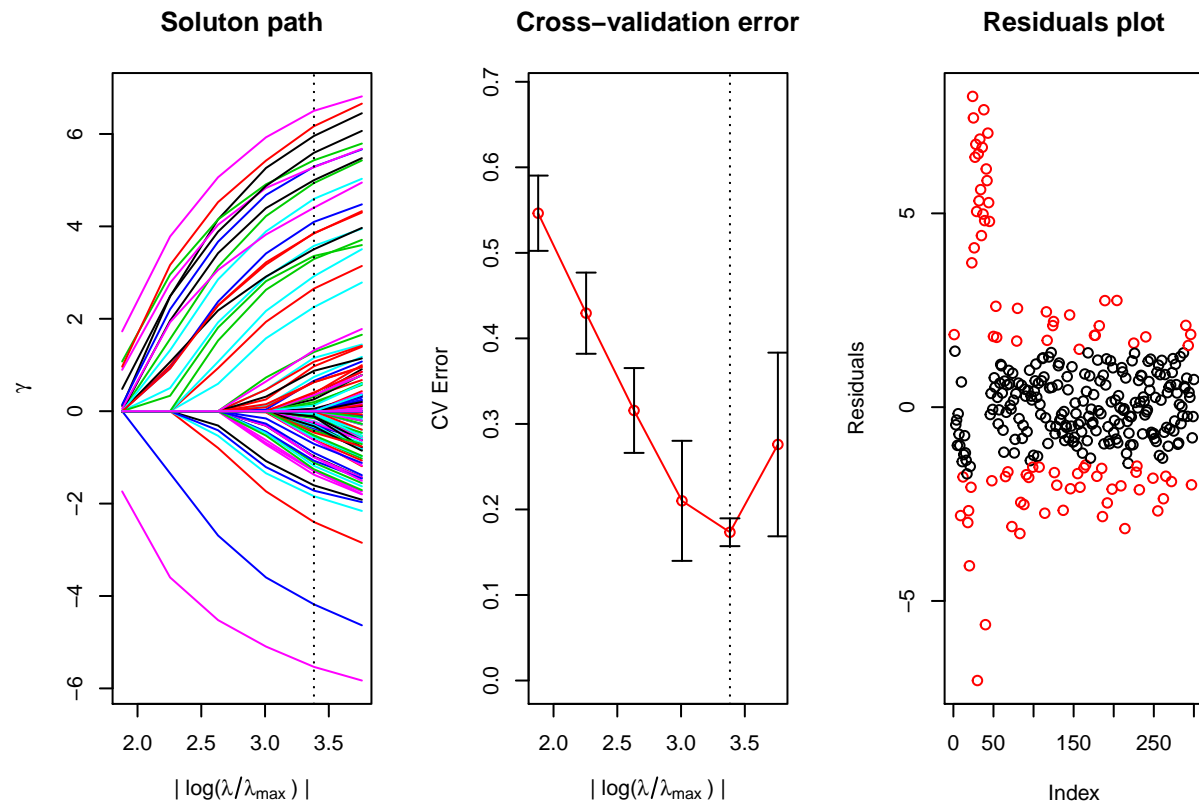 Soluton path
Cross−validation error
Residuals plot
γ
−6
−4
−2
0
2
4
6
2.0 2.5 3.0 3.5
| log(λ/λmax) |
CV Error
0.0
0.1
0.2
0.3
0.4
0.5
0.6
0.7
2.0 2.5 3.0 3.5
| log(λ/λmax) |
Residuals
−5
0
5
0 50 150 250
Index